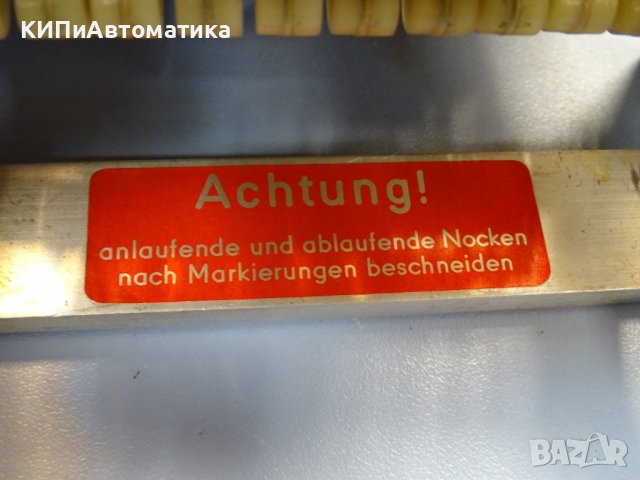 КИПиАвтоматика
Achtung!
anlaufende und ablaufende Nocken
nach Markierungen beschneiden
BAZAR